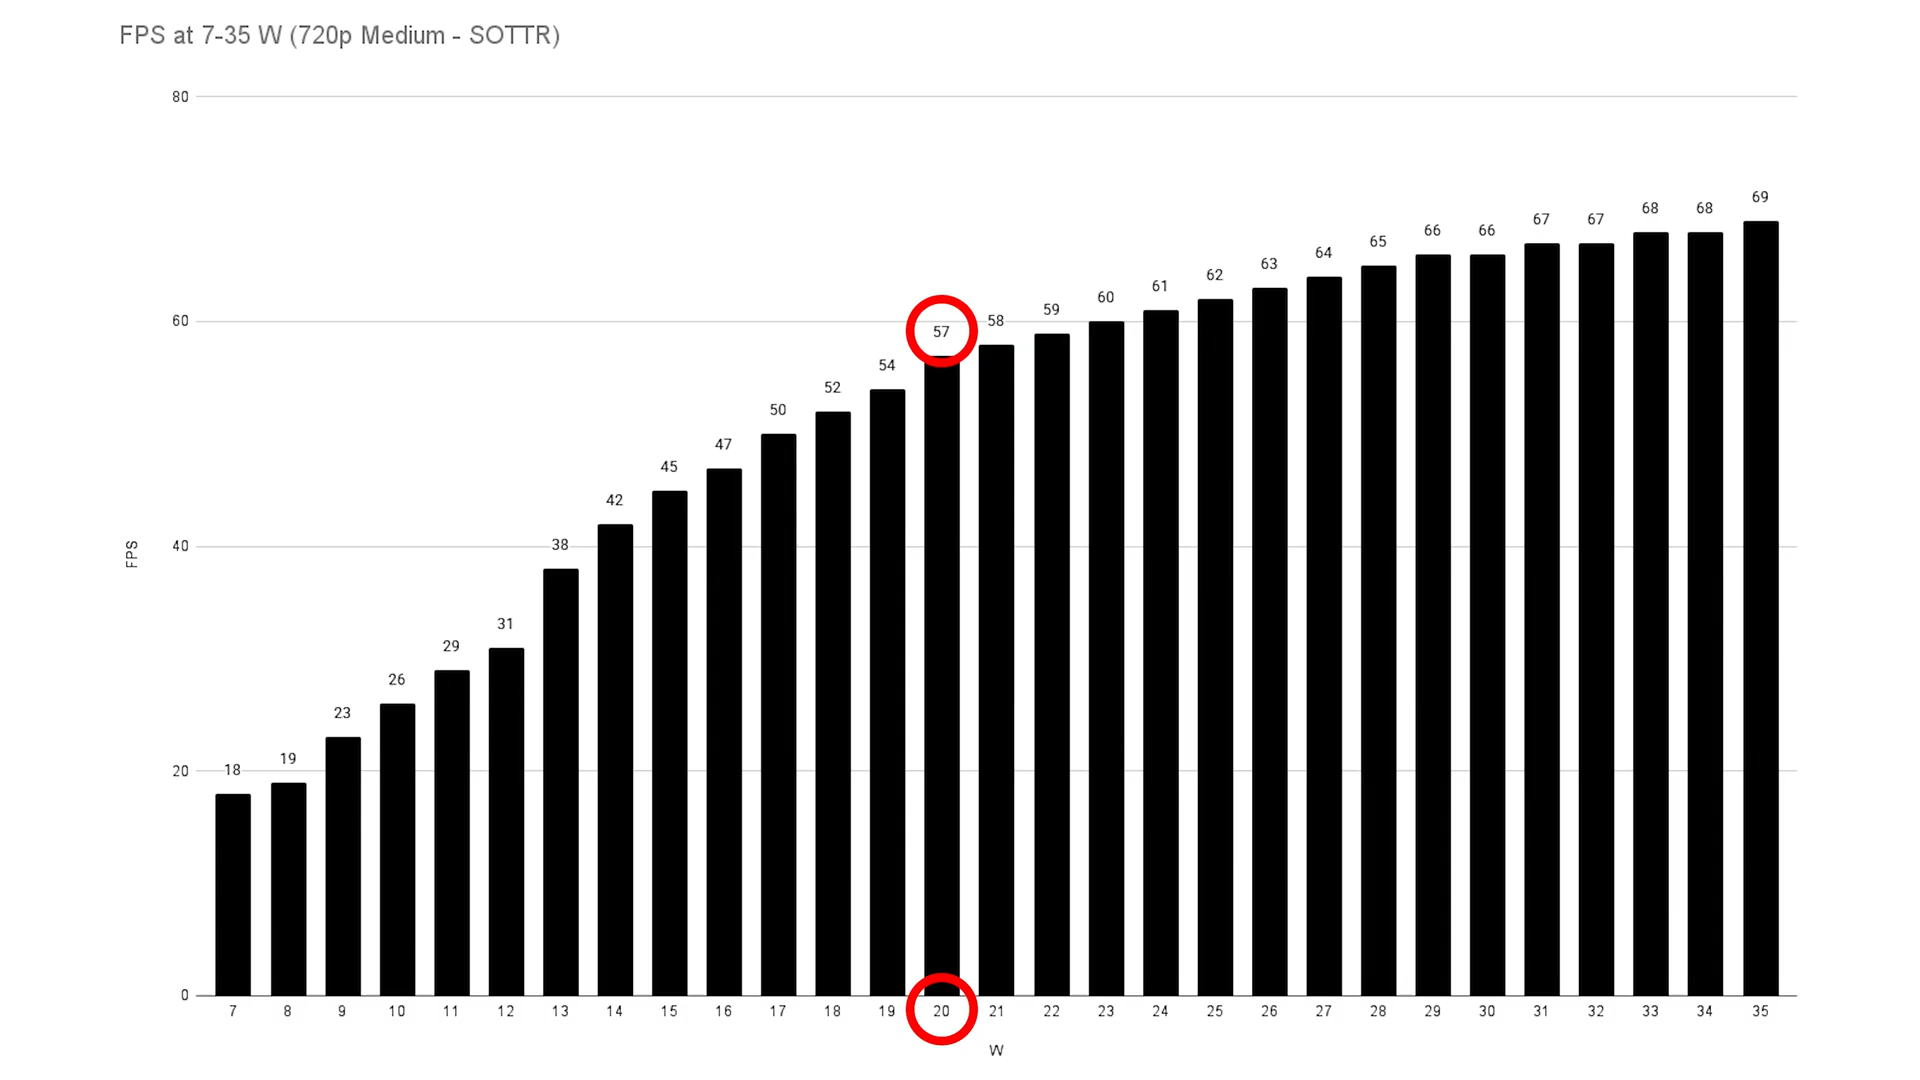 FPS at 7-35 W (720p Medium - SOTTR)
80
60
40
20
0
FPS
18 19 23 26 29 31 38 42 45 47 50 52 54 57 58 59 60 61 62 63 64 65 66 66 67 67 68 68 69
7 8 9 10 11 12 13 14 15 16 17 18 19 20 21 22 23 24 25 26 27 28 29 30 31 32 33 34 35
W